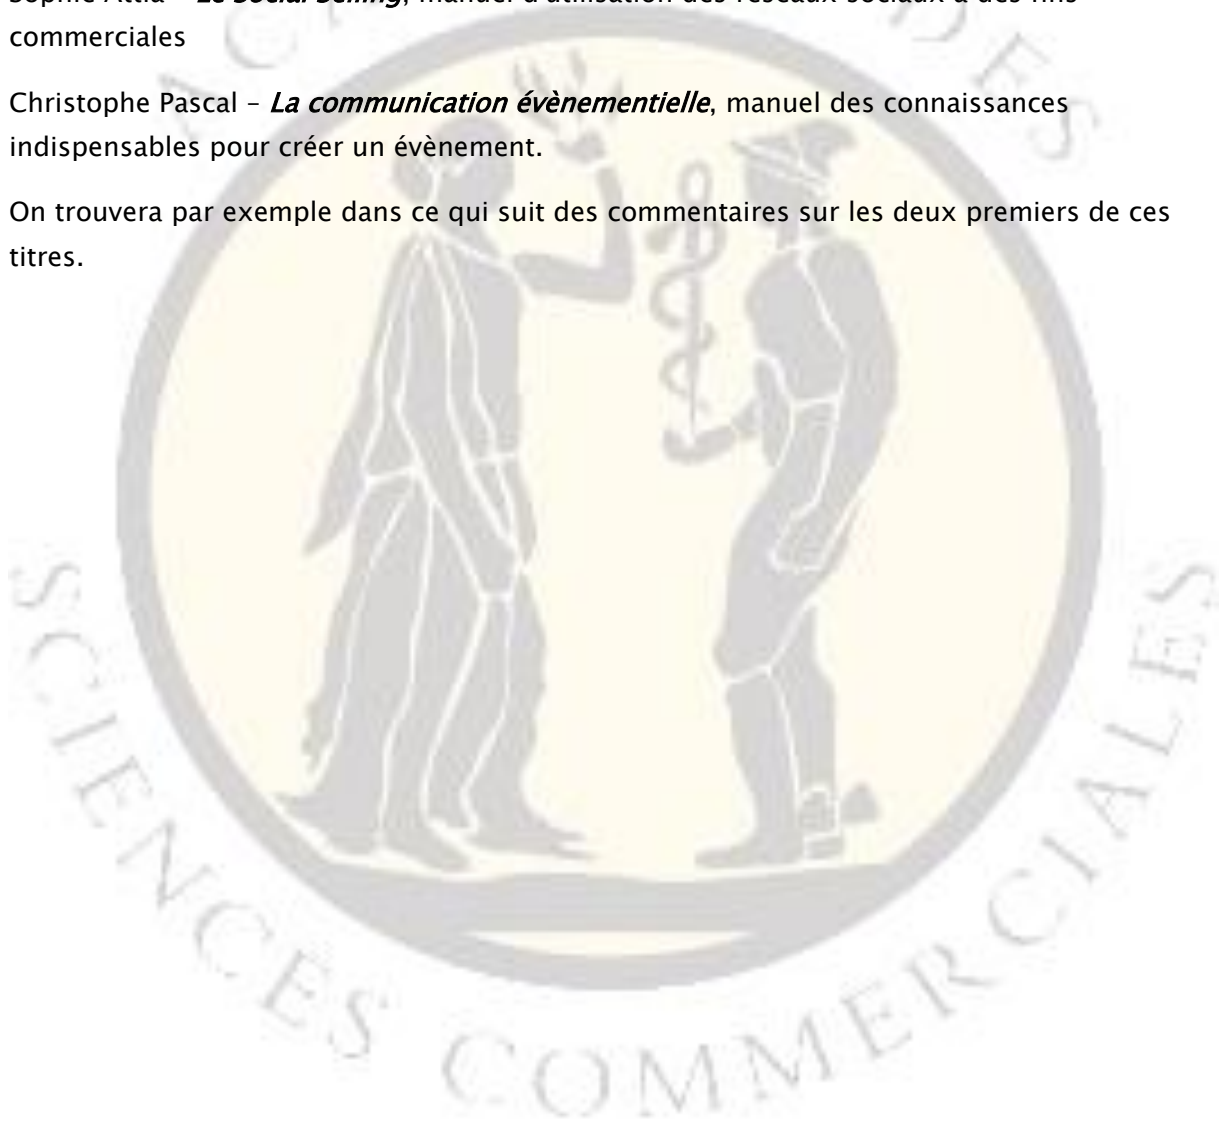 Sophie Attia – Le Social Selling, manuel d'utilisation des réseaux sociaux à des fins
commerciales
Christophe Pascal – La communication évènementielle, manuel des connaissances
indispensables pour créer un évènement.
On trouvera par exemple dans ce qui suit des commentaires sur les deux premiers de ces
titres.
SCIENCES COMMERCIALES